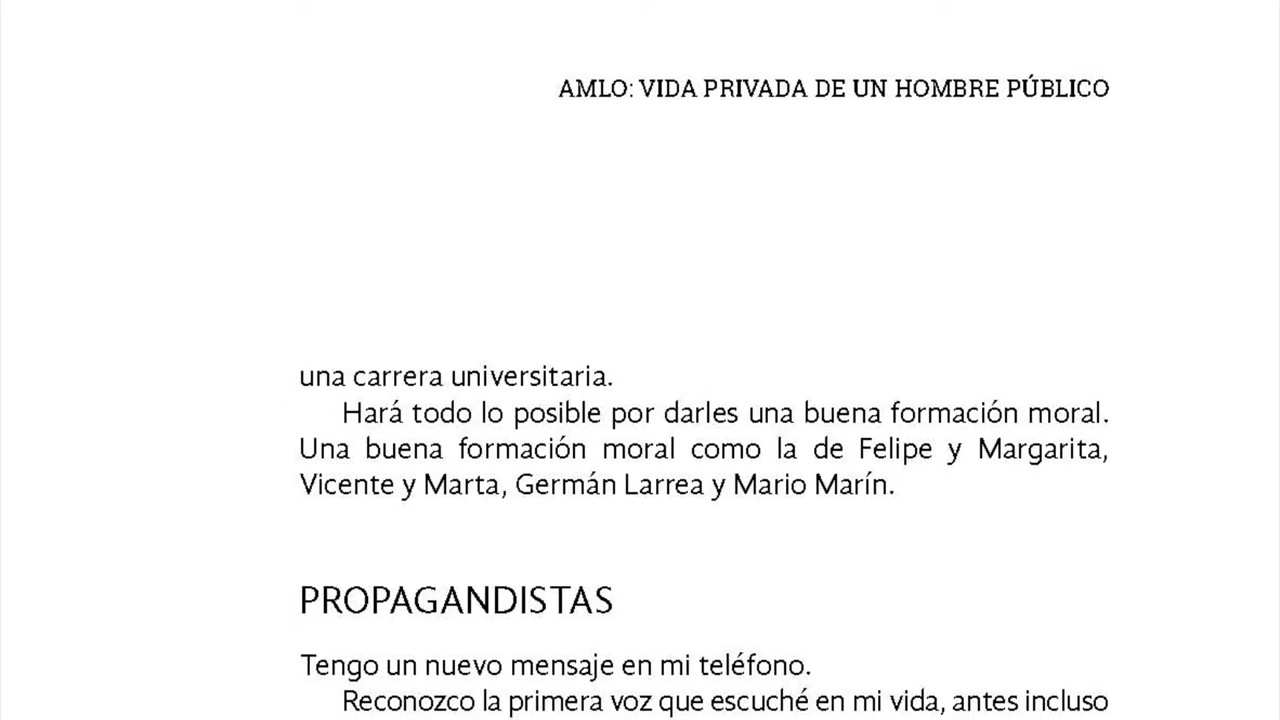 AMLO: VIDA PRIVADA DE UN HOMBRE PÚBLICO
una carrera universitaria.
Hará todo lo posible por darles una buena formación moral.
Una buena formación moral como la de Felipe y Margarita,
Vicente y Marta, Germán Larrea y Mario Marín.
PROPAGANDISTAS
Tengo un nuevo mensaje en mi teléfono.
Reconozco la primera voz que escuché en mi vida, antes incluso